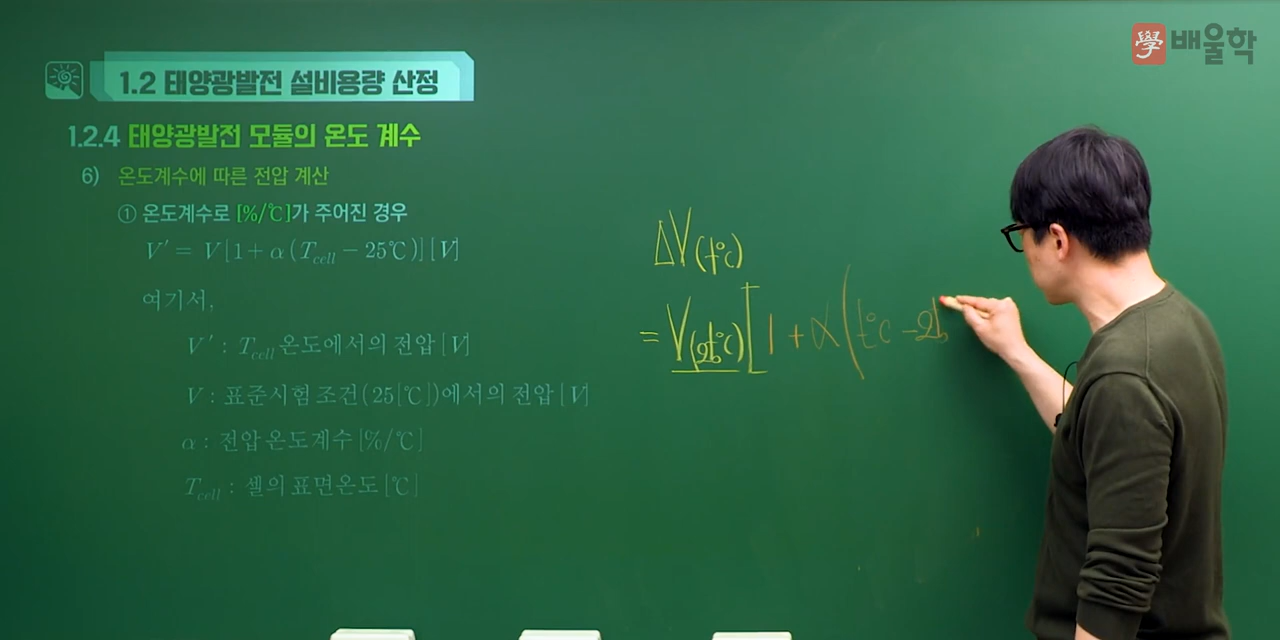 學 배울학
1.2 태양광발전 설비용량 산정
1.2.4 태양광발전 모듈의 온도 계수
6) 온도계수에 따른 전압 계산
① 온도계수로 [%/℃]가 주어진 경우
V′ = V[1+α(T_cell − 25℃)][V]
여기서,
V′ : T_cell 온도에서의 전압[V]
V : 표준시험 조건(25[℃])에서의 전압[V]
α : 전압 온도계수[%/℃]
T_cell : 셀의 표면온도[℃]
ΔV(t℃)
= V(25℃)[1 + α(t℃ − 25